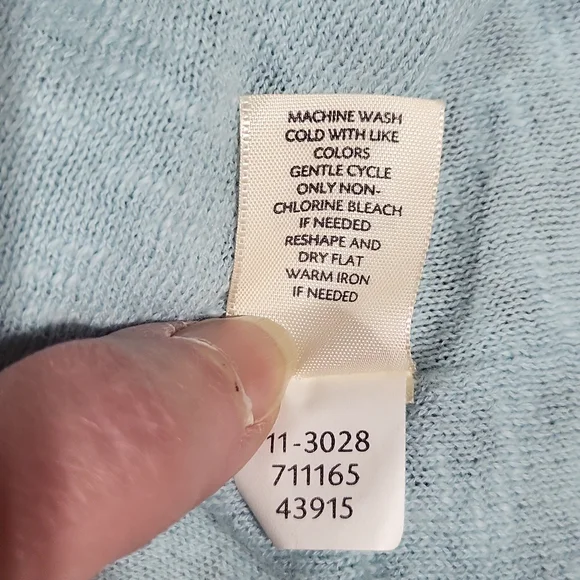 MACHINE WASH
COLD WITH LIKE
COLORS
GENTLE CYCLE
ONLY NON-
CHLORINE BLEACH
IF NEEDED
RESHAPE AND
DRY FLAT
WARM IRON
IF NEEDED
11-3028
711165
43915